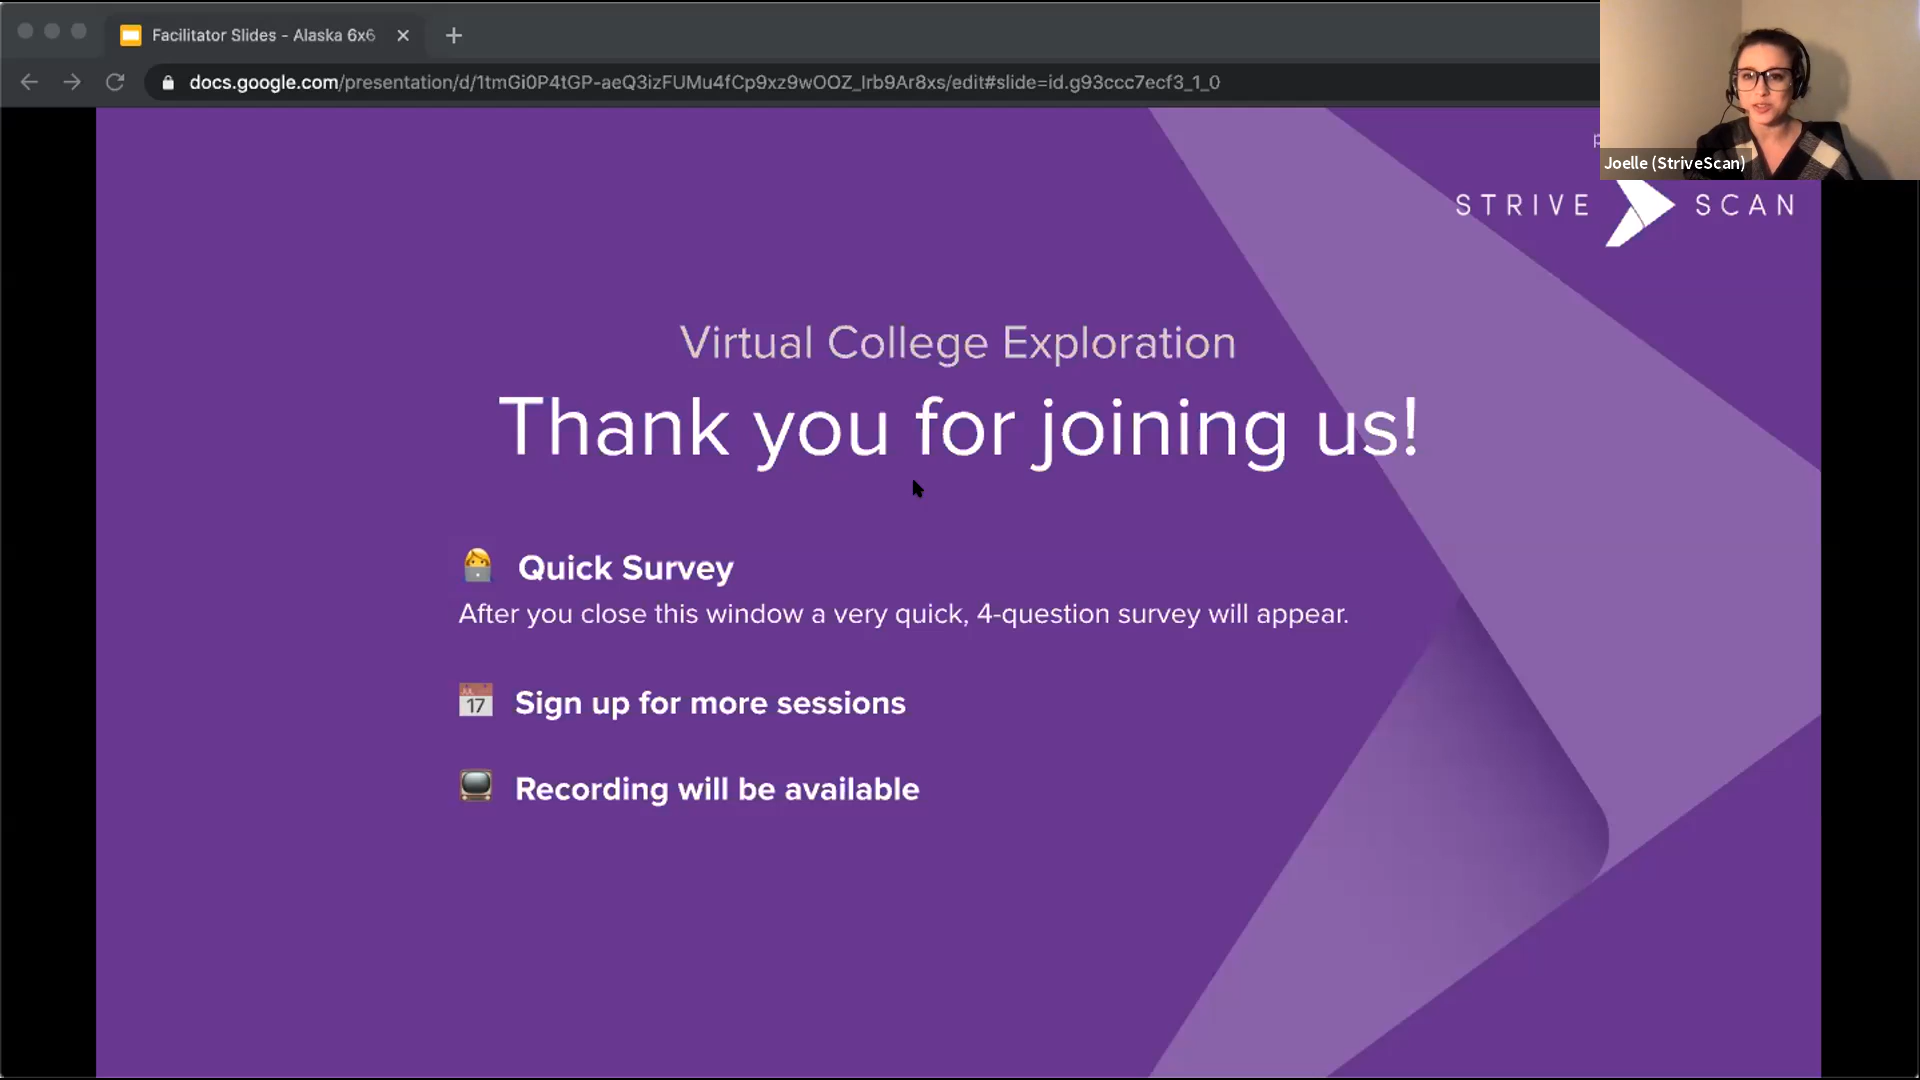 Facilitator Slides - Alaska 6x6
docs.google.com/presentation/d/1tmGi0P4tGP-aeQ3izFUMu4fCp9xz9wOOZ_Irb9Ar8xs/edit#slide=id.g93ccc7ecf3_1_0
Joelle (StriveScan)
STRIVE SCAN
Virtual College Exploration
Thank you for joining us!
Quick Survey
After you close this window a very quick, 4-question survey will appear.
17 Sign up for more sessions
Recording will be available